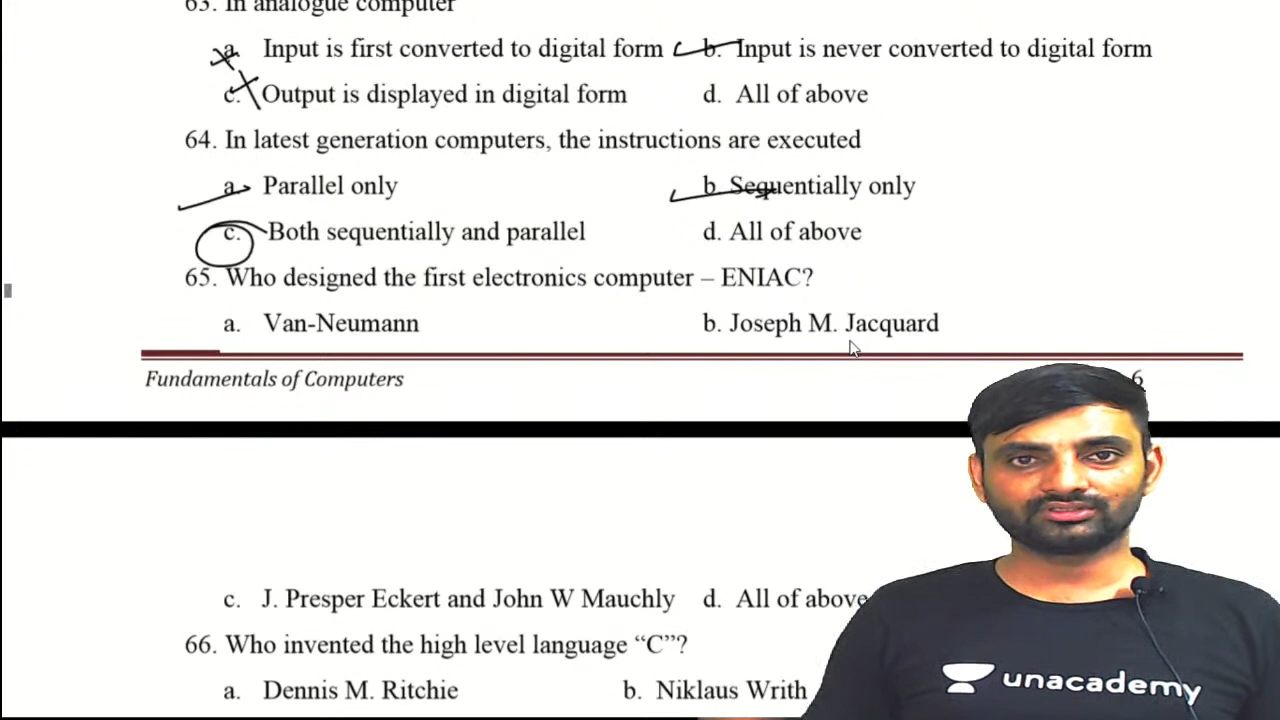 63. In analogue computer
a. Input is first converted to digital form b. Input is never converted to digital form
c. Output is displayed in digital form d. All of above
64. In latest generation computers, the instructions are executed
a. Parallel only b Sequentially only
c. Both sequentially and parallel d. All of above
65. Who designed the first electronics computer – ENIAC?
a. Van-Neumann b. Joseph M. Jacquard
Fundamentals of Computers 6
c. J. Presper Eckert and John W Mauchly d. All of above
66. Who invented the high level language “C”?
a. Dennis M. Ritchie b. Niklaus Writh
unacademy